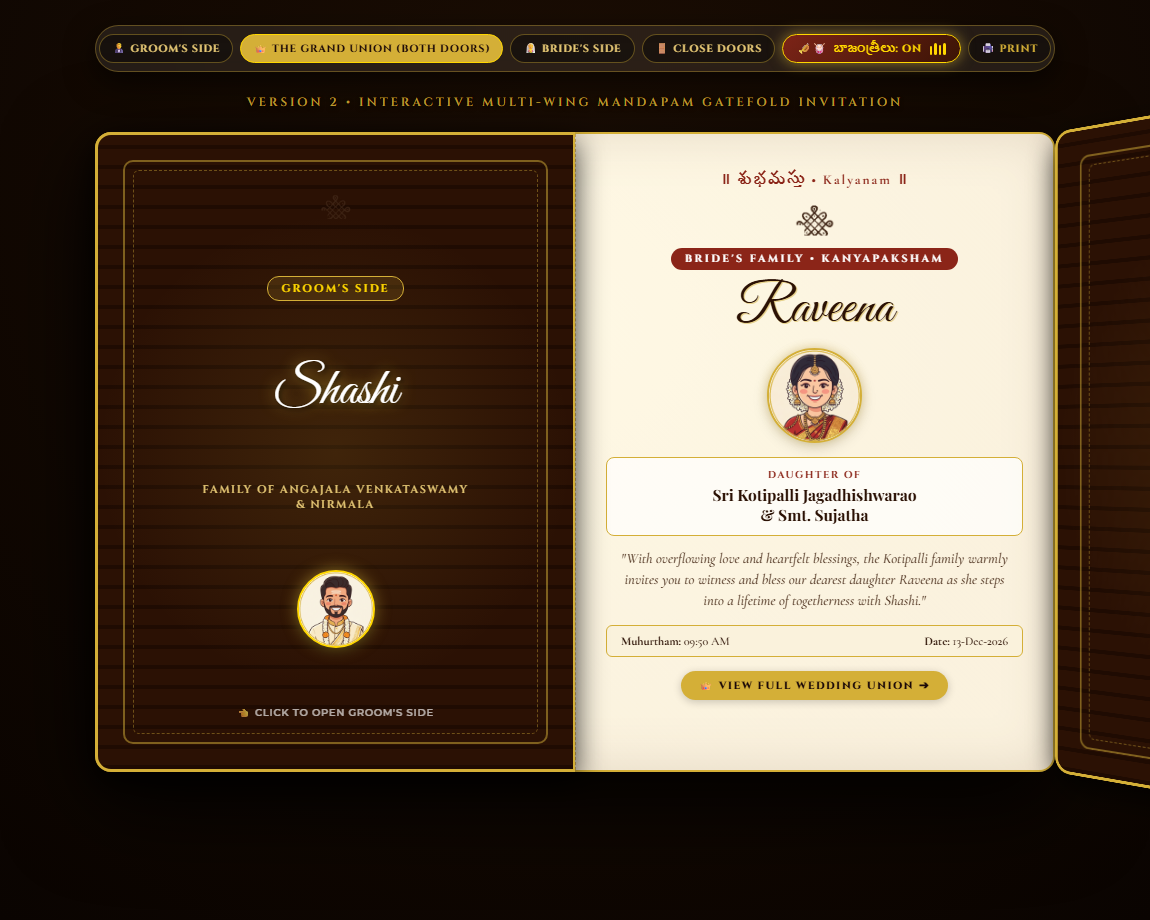 GROOM'S SIDE
THE GRAND UNION (BOTH DOORS)
BRIDE'S SIDE
CLOSE DOORS
బాజంత్రీలు: ON
PRINT
VERSION 2 • INTERACTIVE MULTI-WING MANDAPAM GATEFOLD INVITATION
GROOM'S SIDE
Shashi
FAMILY OF ANGAJALA VENKATASWAMY
& NIRMALA
CLICK TO OPEN GROOM'S SIDE
॥ శుభమస్తు • Kalyanam ॥
BRIDE'S FAMILY • KANYAPAKSHAM
Raveena
DAUGHTER OF
Sri Kotipalli Jagadhishwarao
& Smt. Sujatha
"With overflowing love and heartfelt blessings, the Kotipalli family warmly
invites you to witness and bless our dearest daughter Raveena as she steps
into a lifetime of togetherness with Shashi."
Muhurtham: 09:50 AM
Date: 13-Dec-2026
VIEW FULL WEDDING UNION ➔